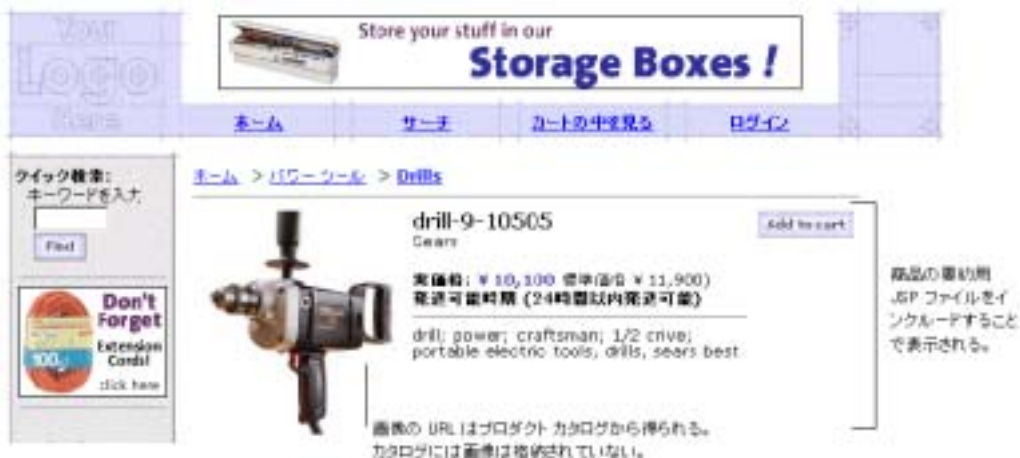 Your
Logo
Here
Store your stuff in our
Storage Boxes !
ホーム サーチ カートの中を見る ログイン
クイック検索:
キーワードを入力
Find
Don't
Forget
Extension
Cords!
100
click here
ホーム > パワー ツール > Drills
drill-9-10505
Sears
Add to cart
実価格: ¥ 10,100 標準価格 ¥ 11,900)
発送可能時期 (24時間以内発送可能)
drill; power; craftsman; 1/2 crive;
portable electric tools, drills, sears best
商品の要約用
JSP ファイルをイ
ンクルードすること
で表示される。
画像の URL はプロダクト カタログから得られる。
カタログには画像は格納されていない。